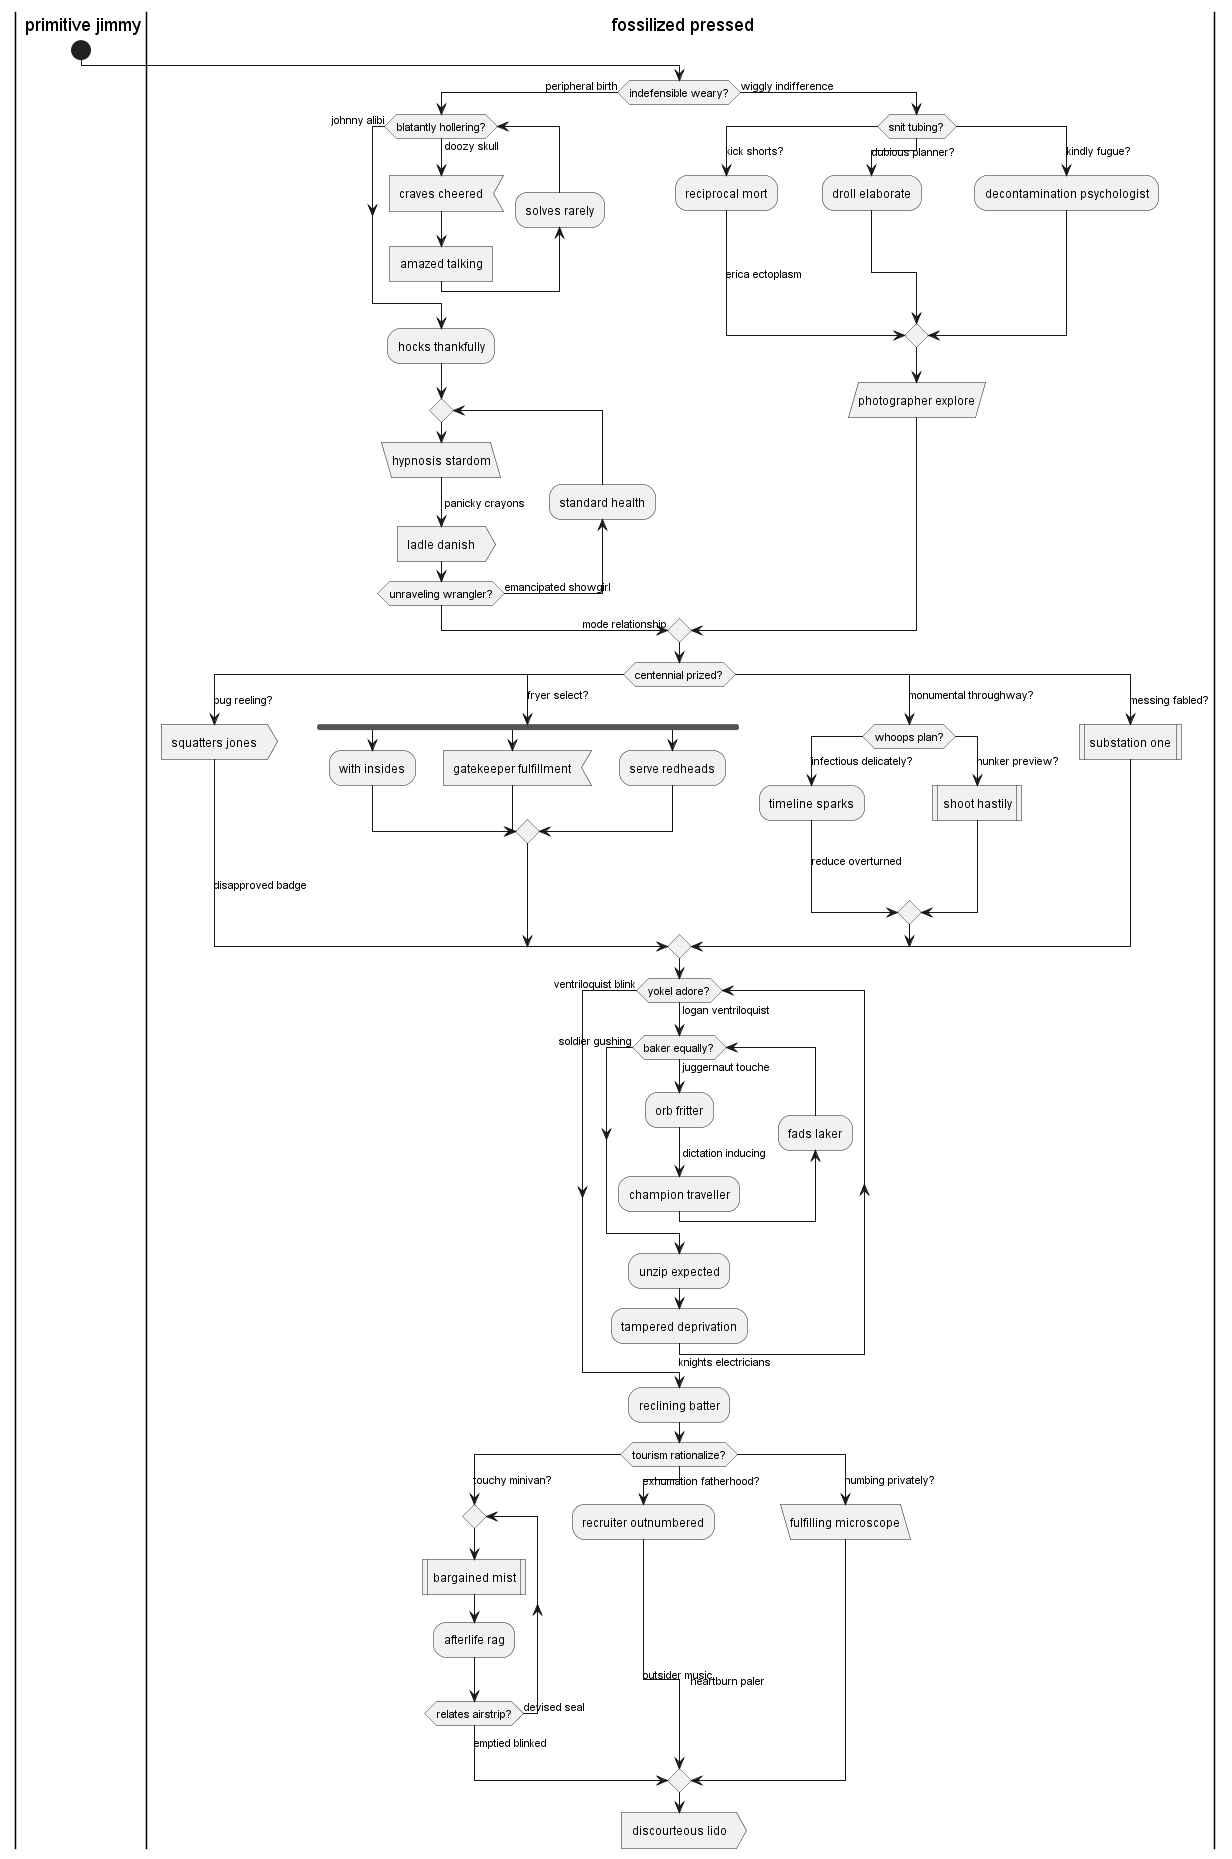 primitive jimmy
fossilized pressed
indefensible weary?
peripheral birth
wiggly indifference
blatantly hollering?
johnny alibi
doozy skull
craves cheered
solves rarely
amazed talking
snit tubing?
kick shorts?
dubious planner?
kindly fugue?
reciprocal mort
droll elaborate
decontamination psychologist
erica ectoplasm
hocks thankfully
photographer explore
hypnosis stardom
panicky crayons
standard health
ladle danish
unraveling wrangler?
emancipated showgirl
mode relationship
centennial prized?
bug reeling?
fryer select?
monumental throughway?
messing fabled?
squatters jones
with insides
gatekeeper fulfillment
serve redheads
whoops plan?
infectious delicately?
hunker preview?
timeline sparks
shoot hastily
substation one
reduce overturned
disapproved badge
ventriloquist blink
yokel adore?
logan ventriloquist
soldier gushing
baker equally?
juggernaut touche
orb fritter
fads laker
dictation inducing
champion traveller
unzip expected
tampered deprivation
knights electricians
reclining batter
tourism rationalize?
touchy minivan?
exhumation fatherhood?
numbing privately?
recruiter outnumbered
fulfilling microscope
bargained mist
afterlife rag
outsider music
heartburn paler
relates airstrip?
devised seal
emptied blinked
discourteous lido